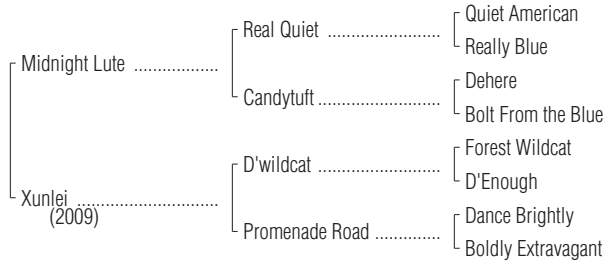 Quiet American
Real Quiet ........................
Really Blue
Midnight Lute ..................
Dehere
Candytuft ..........................
Bolt From the Blue
Forest Wildcat
D'wildcat ..........................
D'Enough
Xunlei ..............................
(2009)
Dance Brightly
Promenade Road ...............
Boldly Extravagant